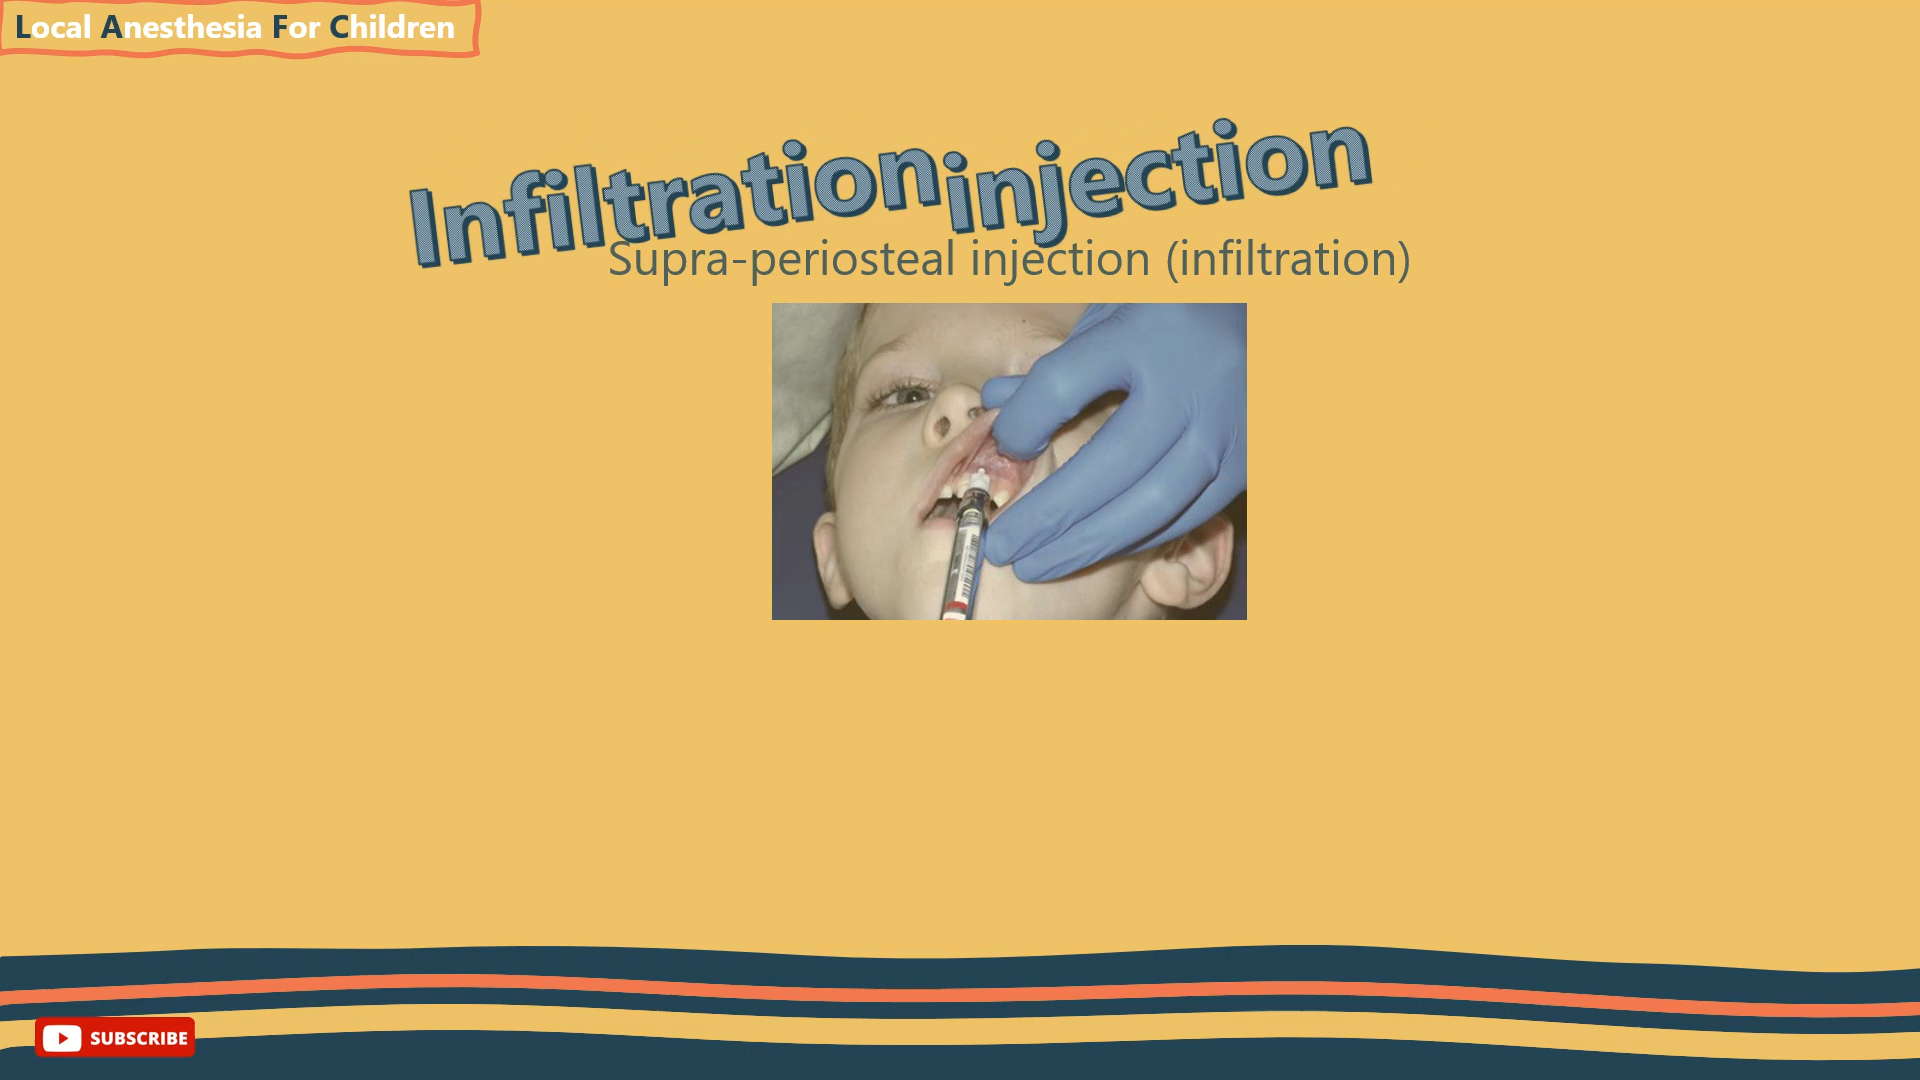 Local Anesthesia For Children
Infiltration injection
Supra-periosteal injection (infiltration)
SUBSCRIBE